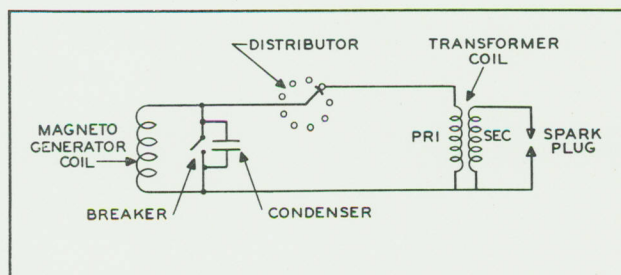 DISTRIBUTOR
TRANSFORMER
COIL
MAGNETO
GENERATOR
COIL
PRI
SEC
SPARK
PLUG
BREAKER
CONDENSER